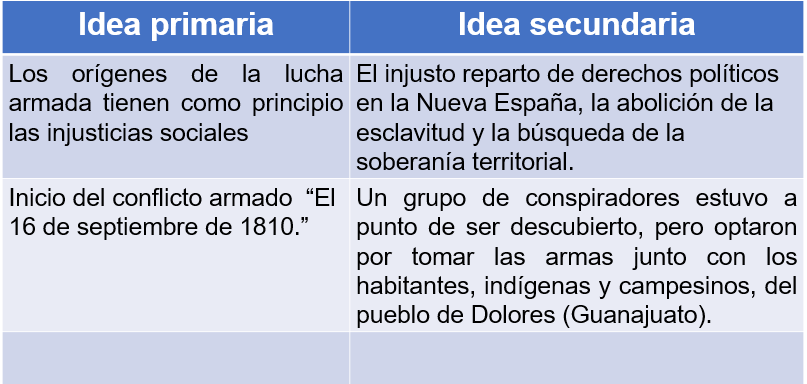 Idea primaria
Idea secundaria
Los orígenes de la lucha
armada tienen como principio
las injusticias sociales
El injusto reparto de derechos políticos
en la Nueva España, la abolición de la
esclavitud y la búsqueda de la
soberanía territorial.
Inicio del conflicto armado “El
16 de septiembre de 1810.”
Un grupo de conspiradores estuvo a
punto de ser descubierto, pero optaron
por tomar las armas junto con los
habitantes, indígenas y campesinos, del
pueblo de Dolores (Guanajuato).